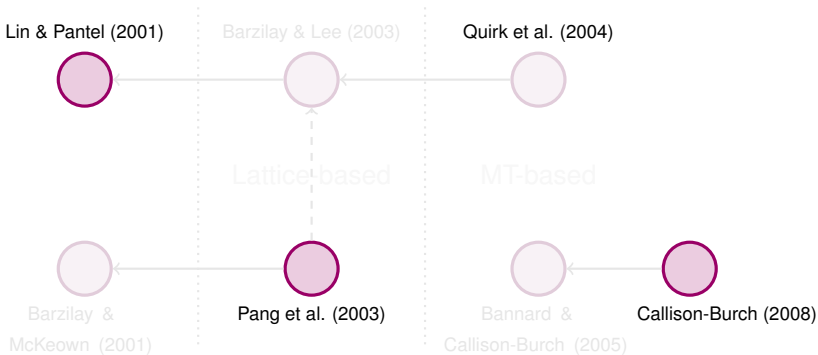 Lin & Pantel (2001)
Barzilay & Lee (2003)
Quirk et al. (2004)
Lattice-based
MT-based
Barzilay &
McKeown (2001)
Pang et al. (2003)
Bannard &
Callison-Burch (2005)
Callison-Burch (2008)